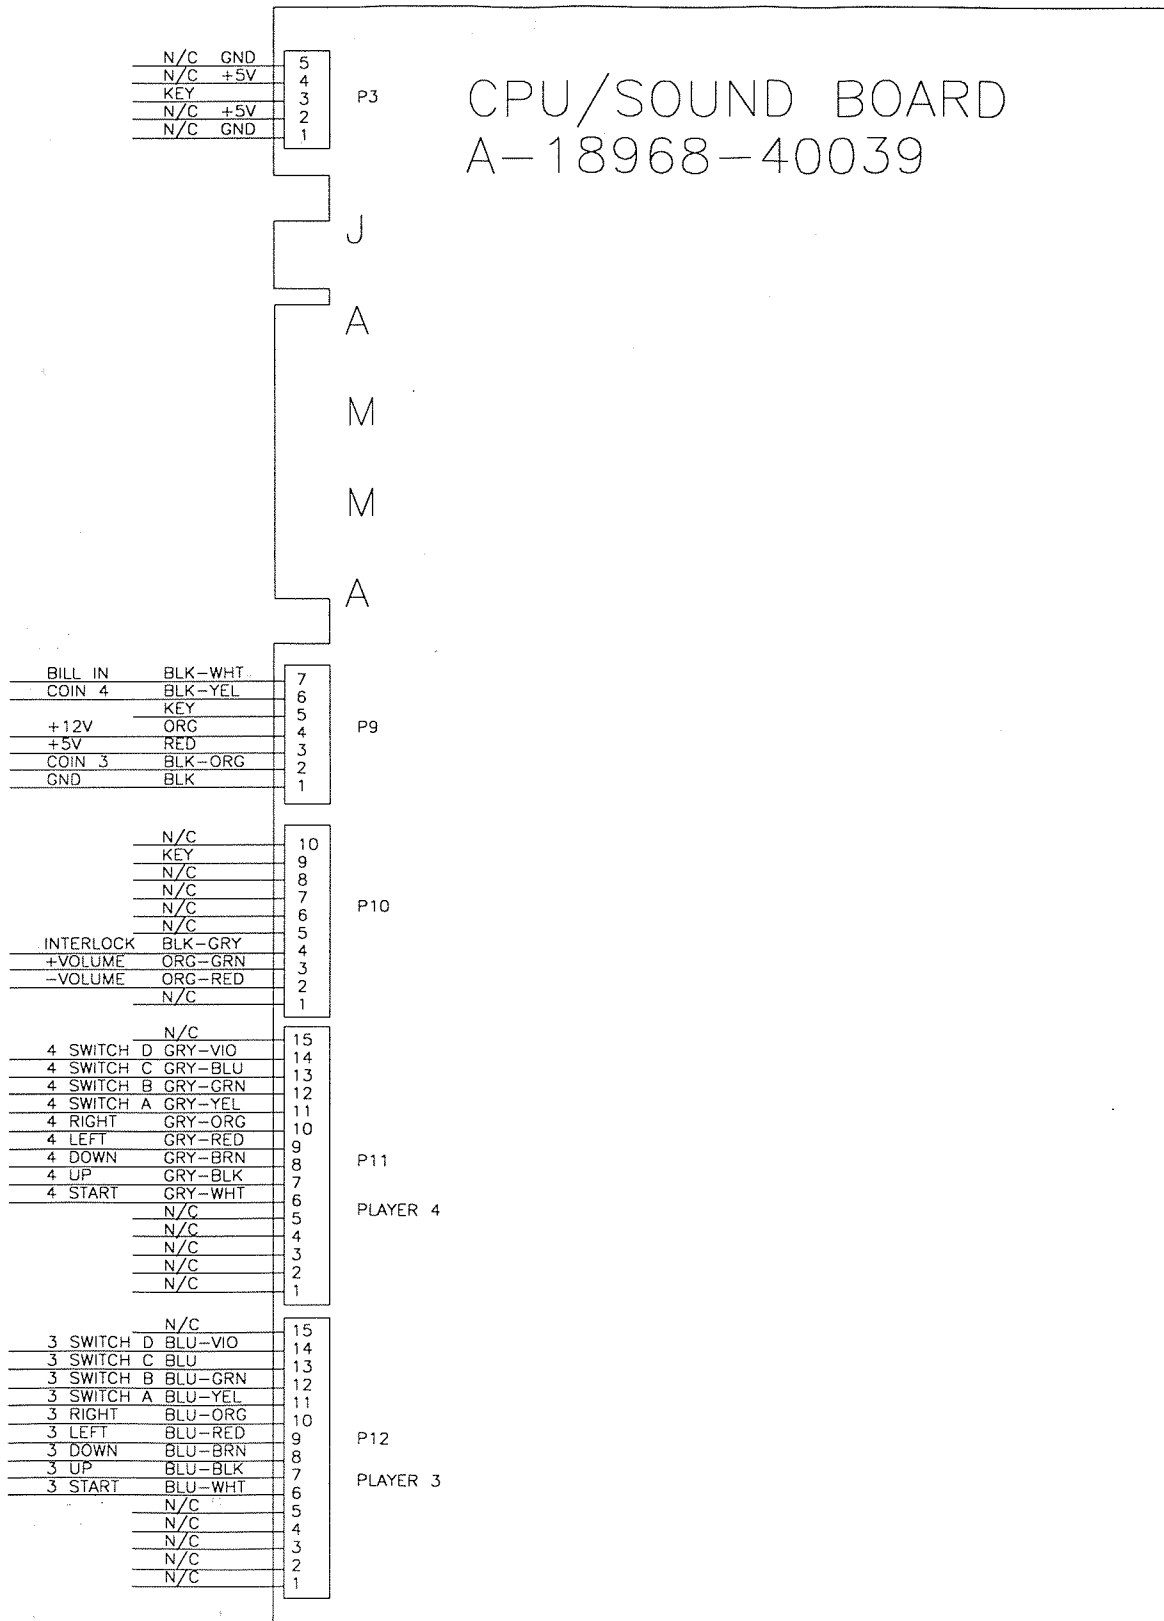 N/C GND 5
N/C +5V 4
KEY 3
N/C +5V 2
N/C GND 1
P3
CPU/SOUND BOARD
A-18968-40039
J
A
M
M
A
BILL IN BLK-WHT 7
COIN 4 BLK-YEL 6
KEY 5
+12V ORG 4
+5V RED 3
COIN 3 BLK-ORG 2
GND BLK 1
P9
N/C 10
KEY 9
N/C 8
N/C 7
N/C 6
N/C 5
INTERLOCK BLK-GRY 4
+VOLUME ORG-GRN 3
-VOLUME ORG-RED 2
N/C 1
P10
N/C 15
4 SWITCH D GRY-VIO 14
4 SWITCH C GRY-BLU 13
4 SWITCH B GRY-GRN 12
4 SWITCH A GRY-YEL 11
4 RIGHT GRY-ORG 10
4 LEFT GRY-RED 9
4 DOWN GRY-BRN 8
4 UP GRY-BLK 7
4 START GRY-WHT 6
N/C 5
N/C 4
N/C 3
N/C 2
N/C 1
P11
PLAYER 4
N/C 15
3 SWITCH D BLU-VIO 14
3 SWITCH C BLU 13
3 SWITCH B BLU-GRN 12
3 SWITCH A BLU-YEL 11
3 RIGHT BLU-ORG 10
3 LEFT BLU-RED 9
3 DOWN BLU-BRN 8
3 UP BLU-BLK 7
3 START BLU-WHT 6
N/C 5
N/C 4
N/C 3
N/C 2
N/C 1
P12
PLAYER 3